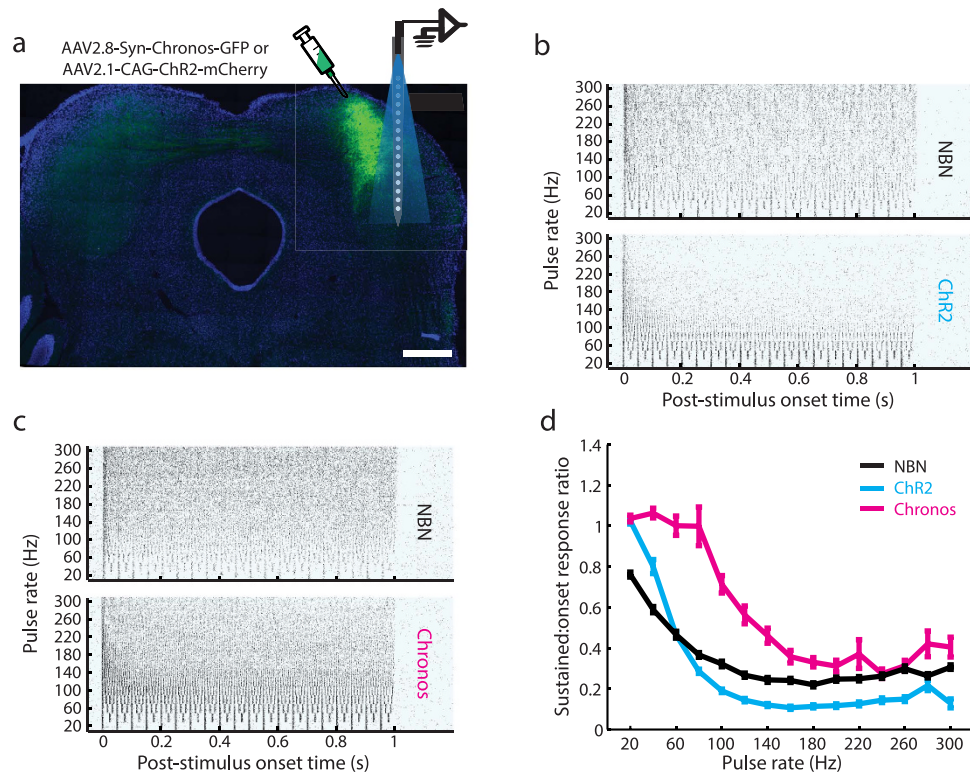 a
AAV2.8-Syn-Chronos-GFP or
AAV2.1-CAG-ChR2-mCherry
b
300
260
220
180
140
100
60
20
NBN
300
260
220
180
140
100
60
20
ChR2
Pulse rate (Hz)
0 0.2 0.4 0.6 0.8 1
Post-stimulus onset time (s)
c
300
260
220
180
140
100
60
20
NBN
300
260
220
180
140
100
60
20
Chronos
Pulse rate (Hz)
0 0.2 0.4 0.6 0.8 1
Post-stimulus onset time (s)
d
Sustained:onset response ratio
1.4
1.2
1
0.8
0.6
0.4
0.2
0
NBN
ChR2
Chronos
20 60 100 140 180 220 260 300
Pulse rate (Hz)